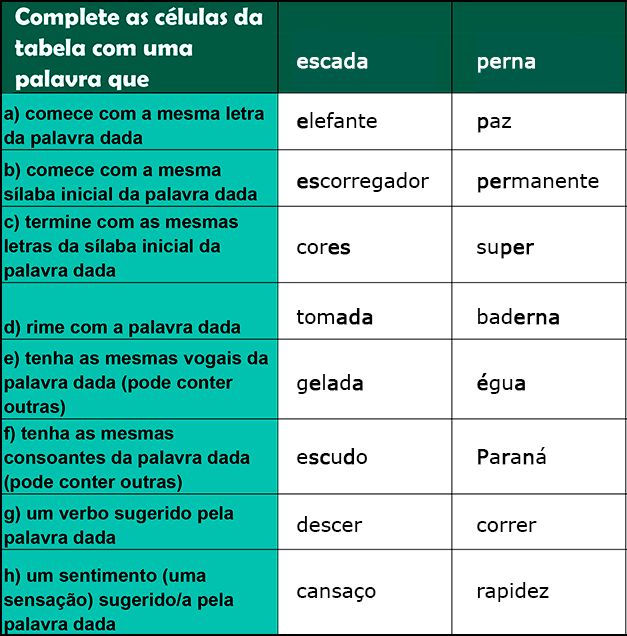 Complete as células da
tabela com uma
palavra que
escada
perna
a) comece com a mesma letra
da palavra dada
elefante
paz
b) comece com a mesma
sílaba inicial da palavra dada
escorregador
permanente
c) termine com as mesmas
letras da sílaba inicial da
palavra dada
cores
super
d) rime com a palavra dada
tomada
baderna
e) tenha as mesmas vogais da
palavra dada (pode conter
outras)
gelada
égua
f) tenha as mesmas
consoantes da palavra dada
(pode conter outras)
escudo
Paraná
g) um verbo sugerido pela
palavra dada
descer
correr
h) um sentimento (uma
sensação) sugerido/a pela
palavra dada
cansaço
rapidez